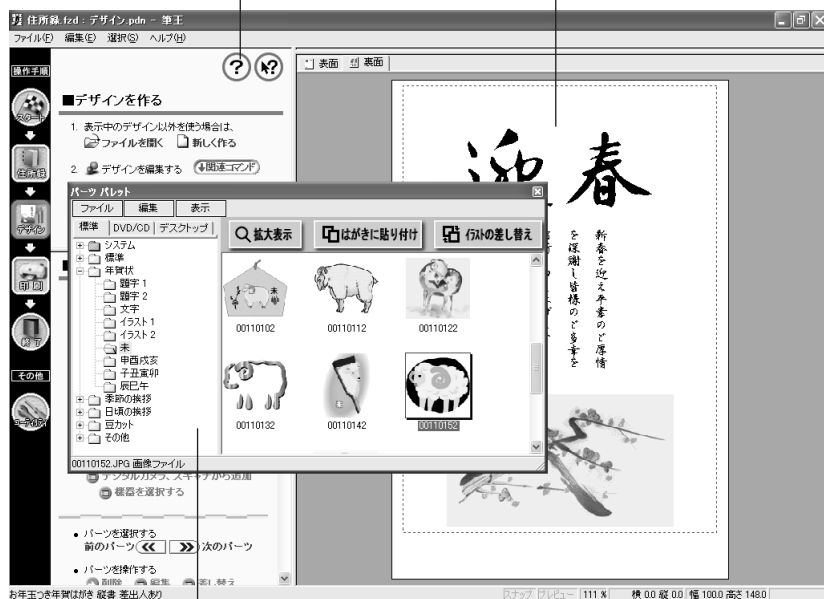 住所録.fzd : デザイン.pdn - 筆王
ファイル(F) 編集(E) 選択(S) ヘルプ(H)
操作手順
スタート
住所録
デザイン
印刷
終了
その他
ユーティリティ
■デザインを作る
1. 表示中のデザイン以外を使う場合は、
ファイルを開く 新しく作る
2. デザインを編集する (関連コマンド)
表面 裏面
迎春
新春を迎え平素のご厚情
を深謝し皆様のご多幸を
パーツ パレット
ファイル 編集 表示
標準 DVD/CD デスクトップ
拡大表示 はがきに貼り付け イラストの差し替え
システム
標準
年賀状
題字 1
題字 2
文字
イラスト 1
イラスト 2
未
申酉戌亥
子丑寅卯
辰巳午
季節の挨拶
日頃の挨拶
豆カット
その他
00110102 00110112 00110122
00110132 00110142 00110152
00110152.JPG 画像ファイル
デジタルカメラ、スキャナから追加
機器を選択する
• パーツを選択する
前のパーツ 次のパーツ
• パーツを操作する
削除 編集 差し替え
お年玉つき年賀はがき 縦書 差出人あり
スナップ プレビュー 111 % 横 0.0 縦 0.0 幅 100.0 高さ 148.0